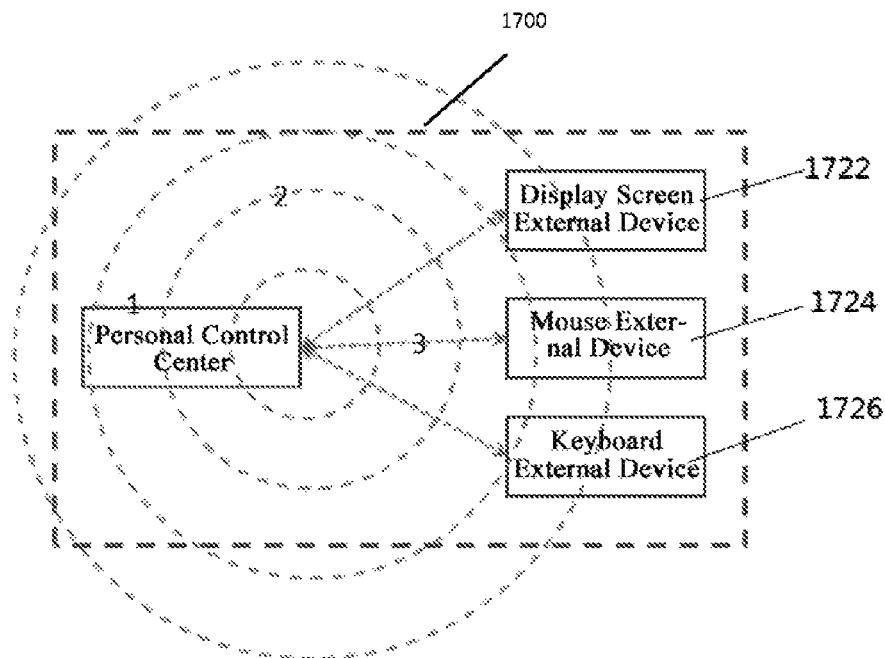 1700
1722
Display Screen
External Device
2
1
Personal Control
Center
3
1724
Mouse Exter-
nal Device
1726
Keyboard
External Device